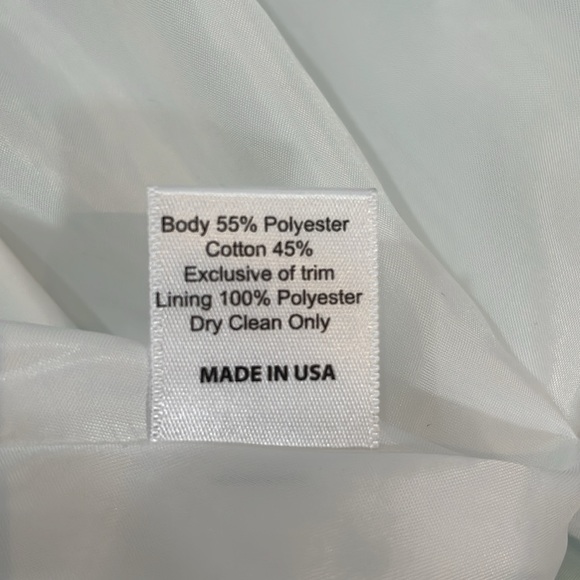 Body 55% Polyester
Cotton 45%
Exclusive of trim
Lining 100% Polyester
Dry Clean Only
MADE IN USA